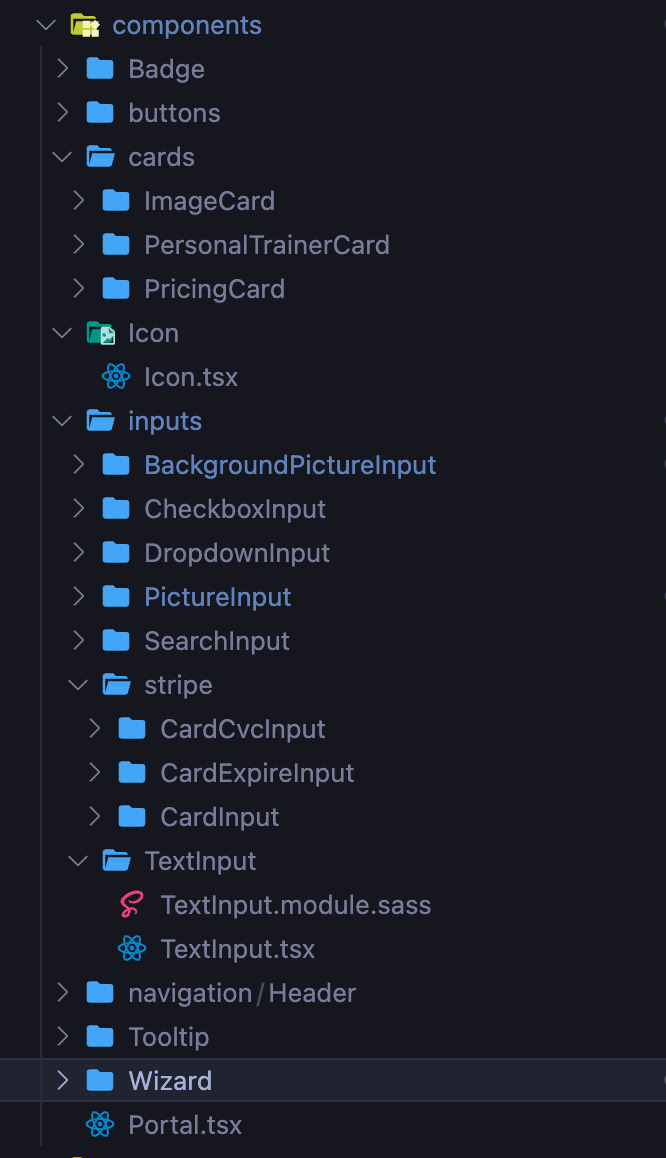 components
Badge
buttons
cards
ImageCard
PersonalTrainerCard
PricingCard
Icon
Icon.tsx
inputs
BackgroundPictureInput
CheckboxInput
DropdownInput
PictureInput
SearchInput
stripe
CardCvcInput
CardExpireInput
CardInput
TextInput
TextInput.module.sass
TextInput.tsx
navigation/Header
Tooltip
Wizard
Portal.tsx